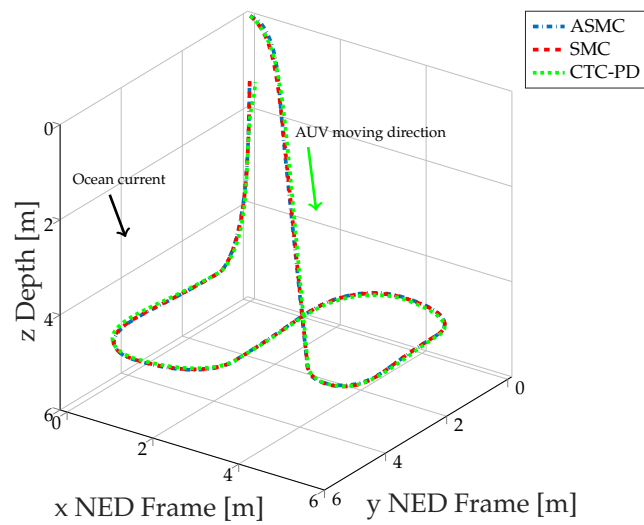 ASMC
SMC
CTC-PD
AUV moving direction
Ocean current
z Depth [m]
0
2
4
6
0
2
4
6
x NED Frame [m]
6
4
2
0
y NED Frame [m]